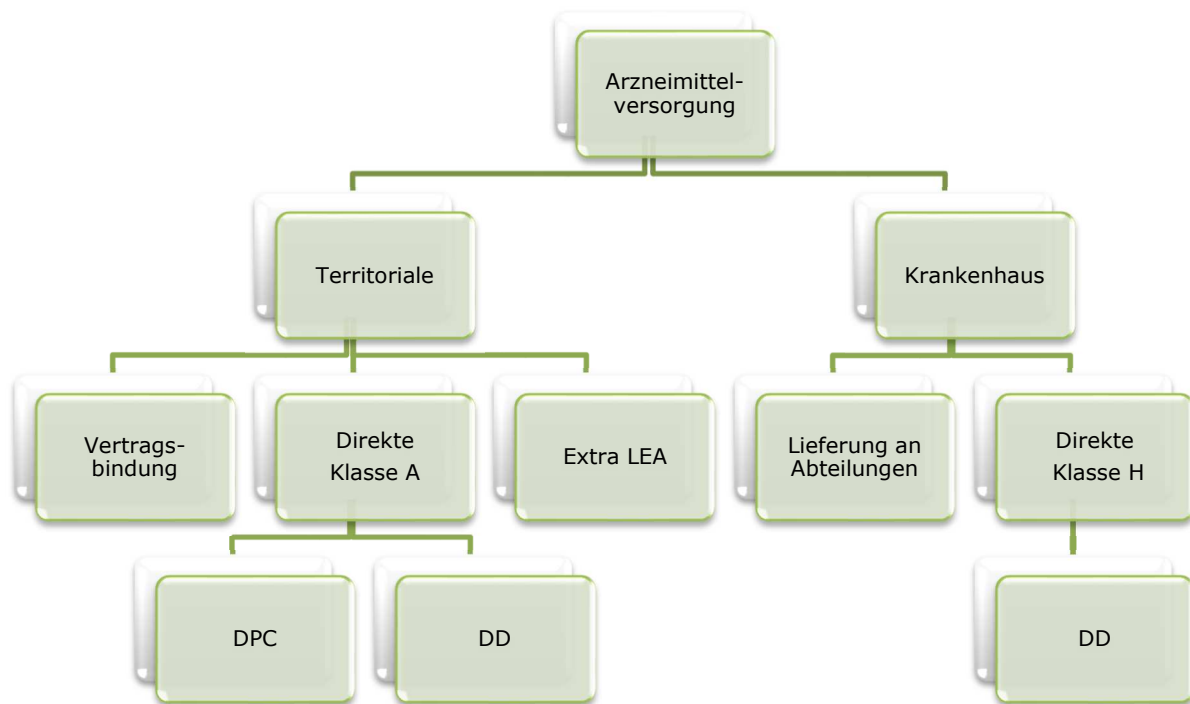 Arzneimittel-
versorgung
Territoriale
Krankenhaus
Vertrags-
bindung
Direkte
Klasse A
Extra LEA
Lieferung an
Abteilungen
Direkte
Klasse H
DPC
DD
DD